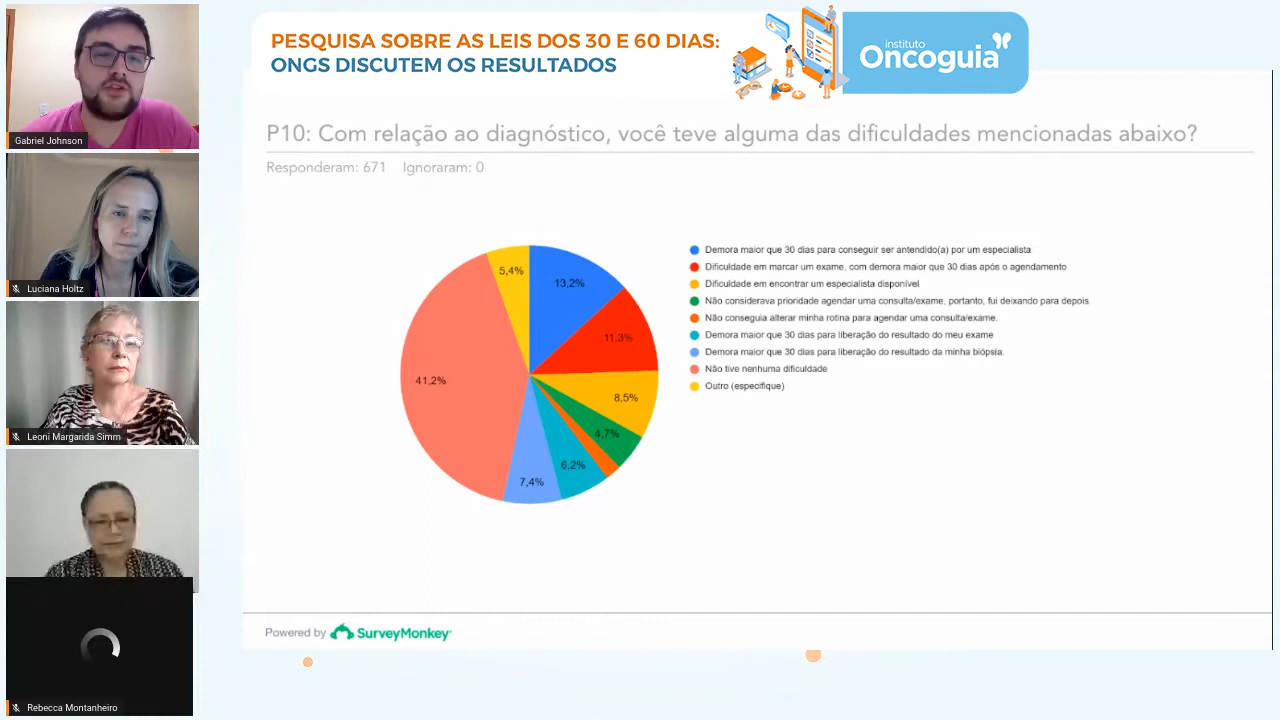 PESQUISA SOBRE AS LEIS DOS 30 E 60 DIAS:
ONGS DISCUTEM OS RESULTADOS
instituto
Oncoguia
P10: Com relação ao diagnóstico, você teve alguma das dificuldades mencionadas abaixo?
Responderam: 671 Ignoraram: 0
5,4%
13,2%
11,3%
41,2%
8,5%
4,7%
6,2%
7,4%
Demora maior que 30 dias para conseguir ser antendido(a) por um especialista
Dificuldade em marcar um exame, com demora maior que 30 dias após o agendamento
Dificuldade em encontrar um especialista disponível
Não considerava prioridade agendar uma consulta/exame, portanto, fui deixando para depois.
Não conseguia alterar minha rotina para agendar uma consulta/exame.
Demora maior que 30 dias para liberação do resultado do meu exame
Demora maior que 30 dias para liberação do resultado da minha biópsia.
Não tive nenhuma dificuldade
Outro (especifique)
Powered by SurveyMonkey
Gabriel Johnson
Luciana Holtz
Leoni Margarida Simm
Rebecca Montanheiro